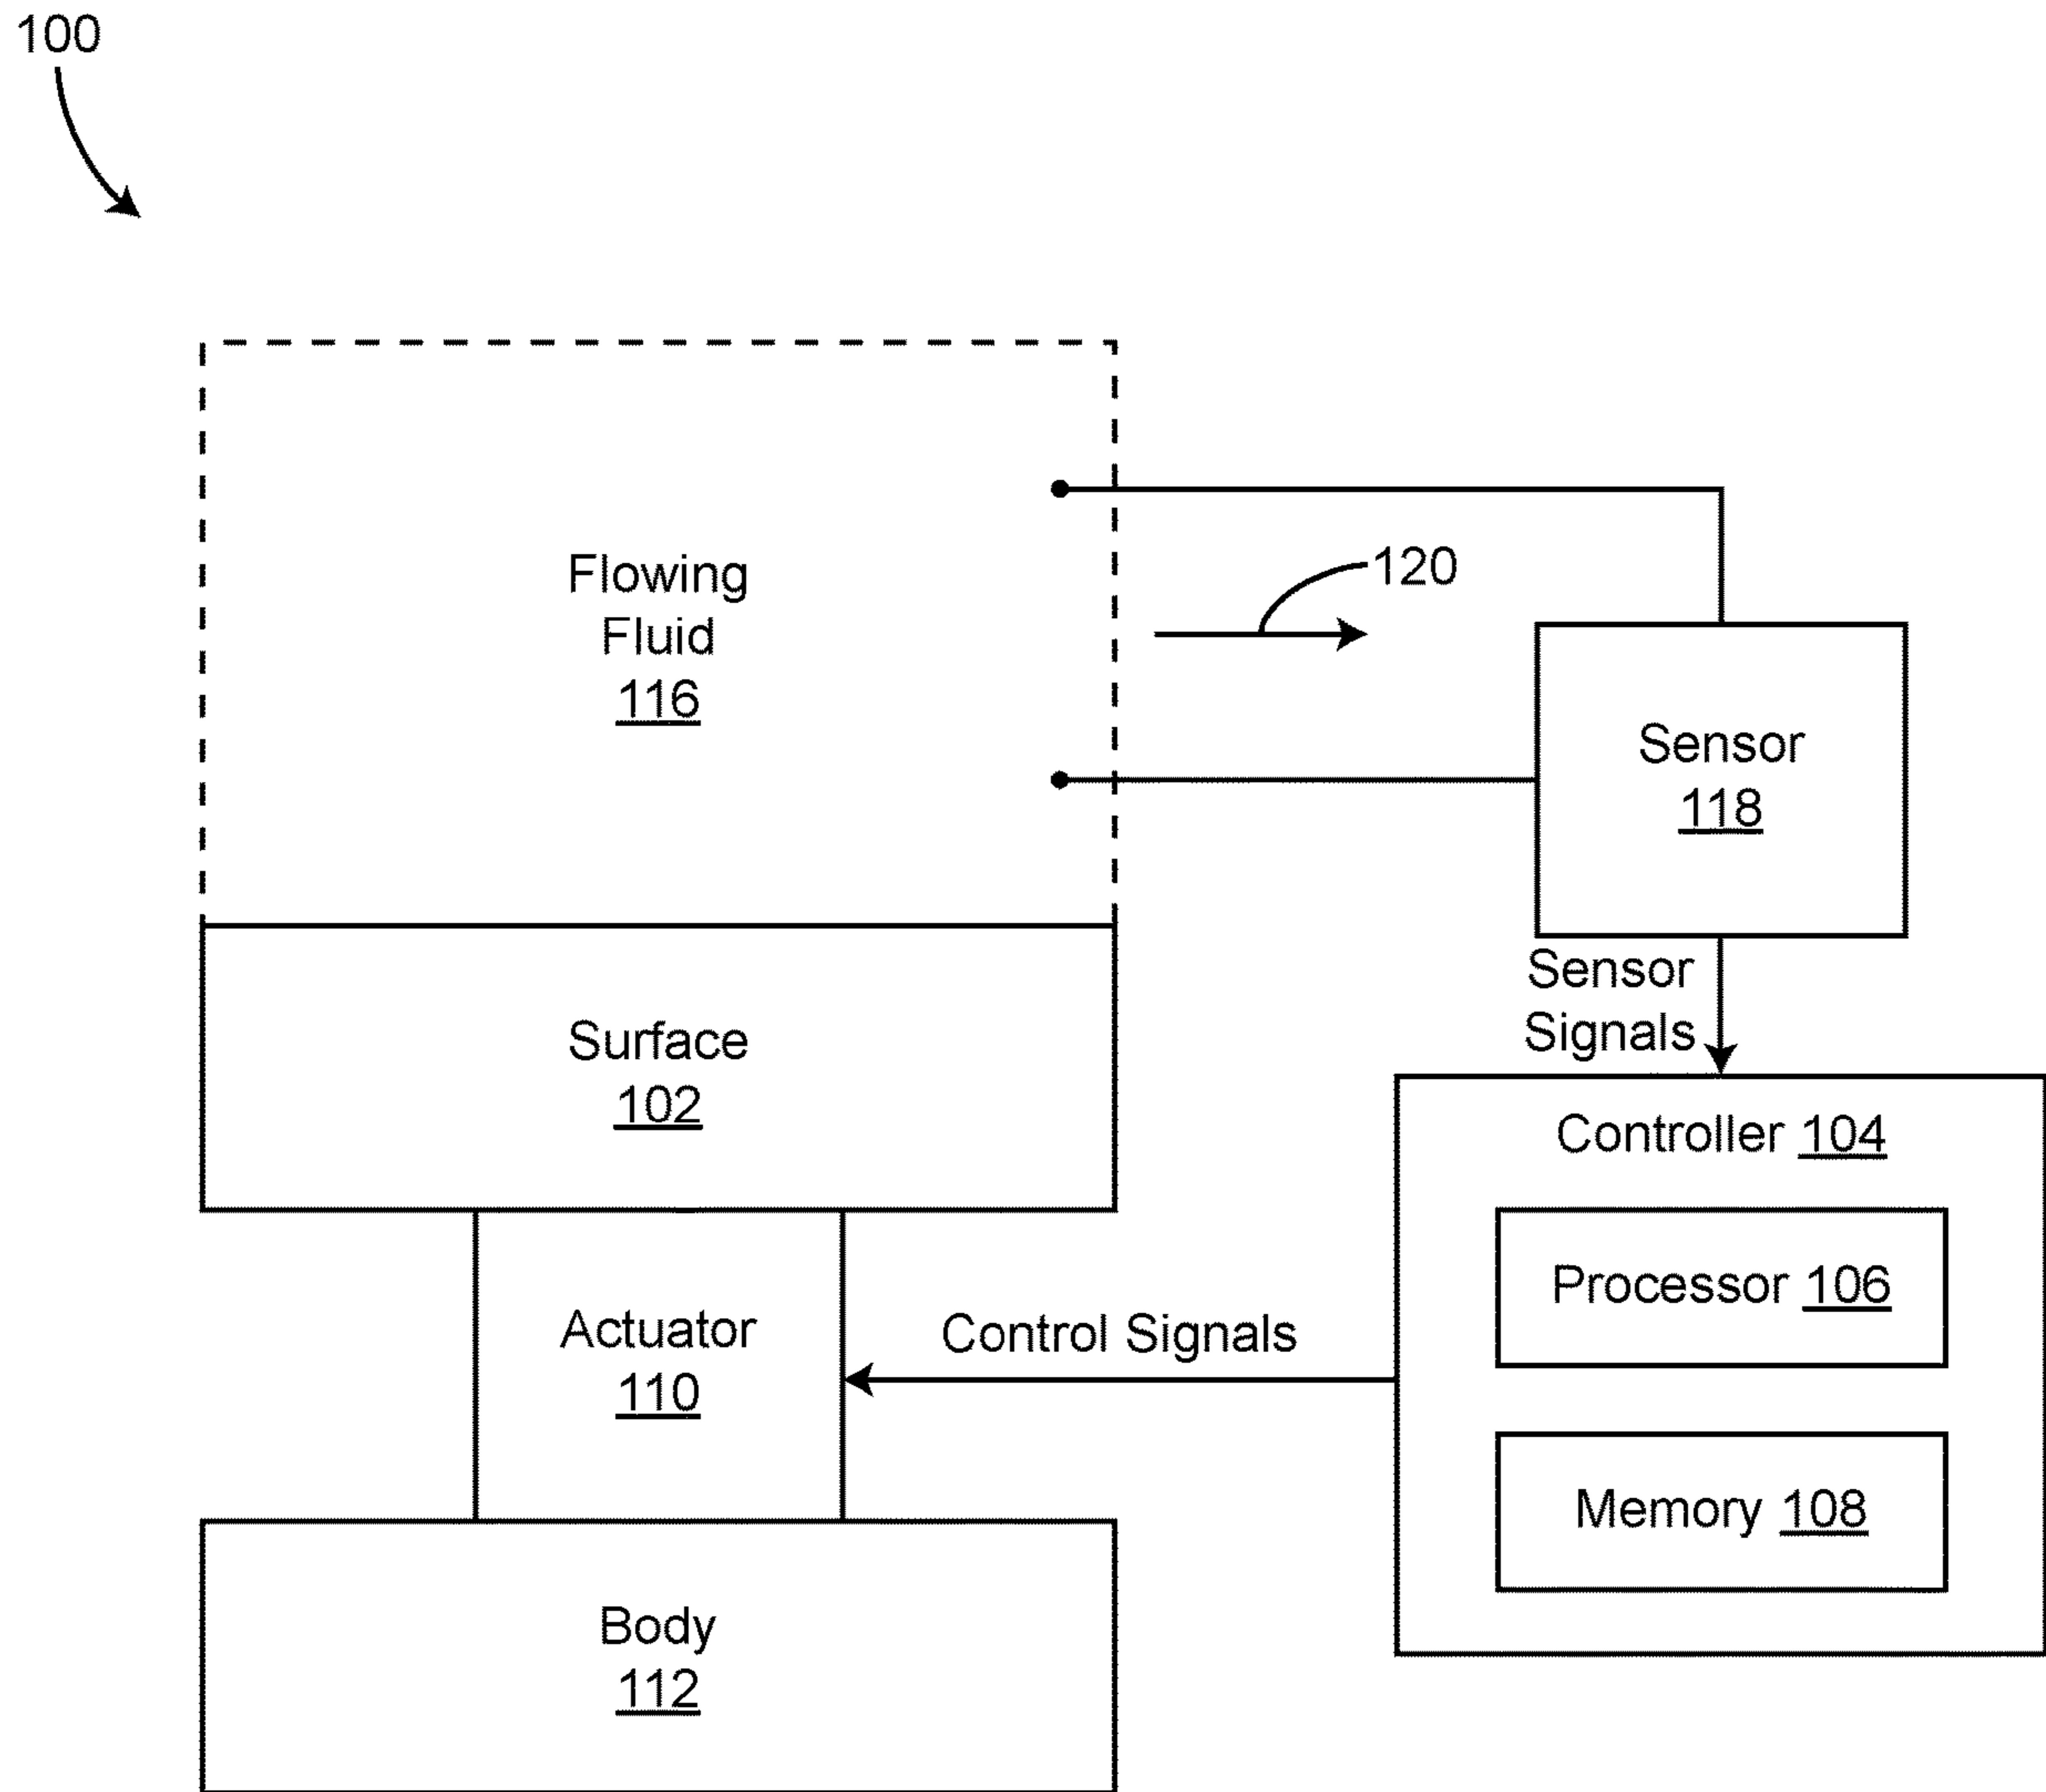 100
Flowing
Fluid
116
120
Sensor
118
Sensor
Signals
Surface
102
Controller 104
Processor 106
Actuator
110
Control Signals
Memory 108
Body
112